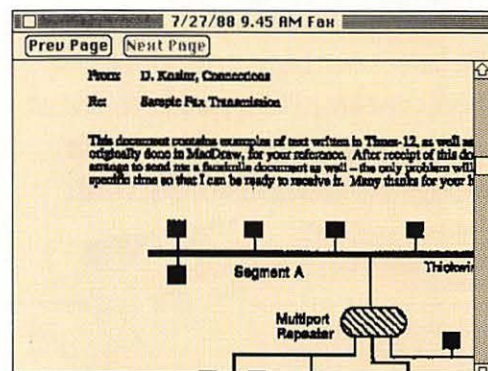 7/27/88 9.45 AM Fax
Prev Page Next Page
From: D. Kosiur, Connections
Re: Sample Fax Transmission
This document contains examples of text written in Times-12, as well as
originally done in MacDraw, for your reference. After receipt of this do
arrange to send me a facsimile document as well – the only problem will
specific time so that I can be ready to receive it. Many thanks for your h
Segment A
Thickwi
Multiport
Repeater